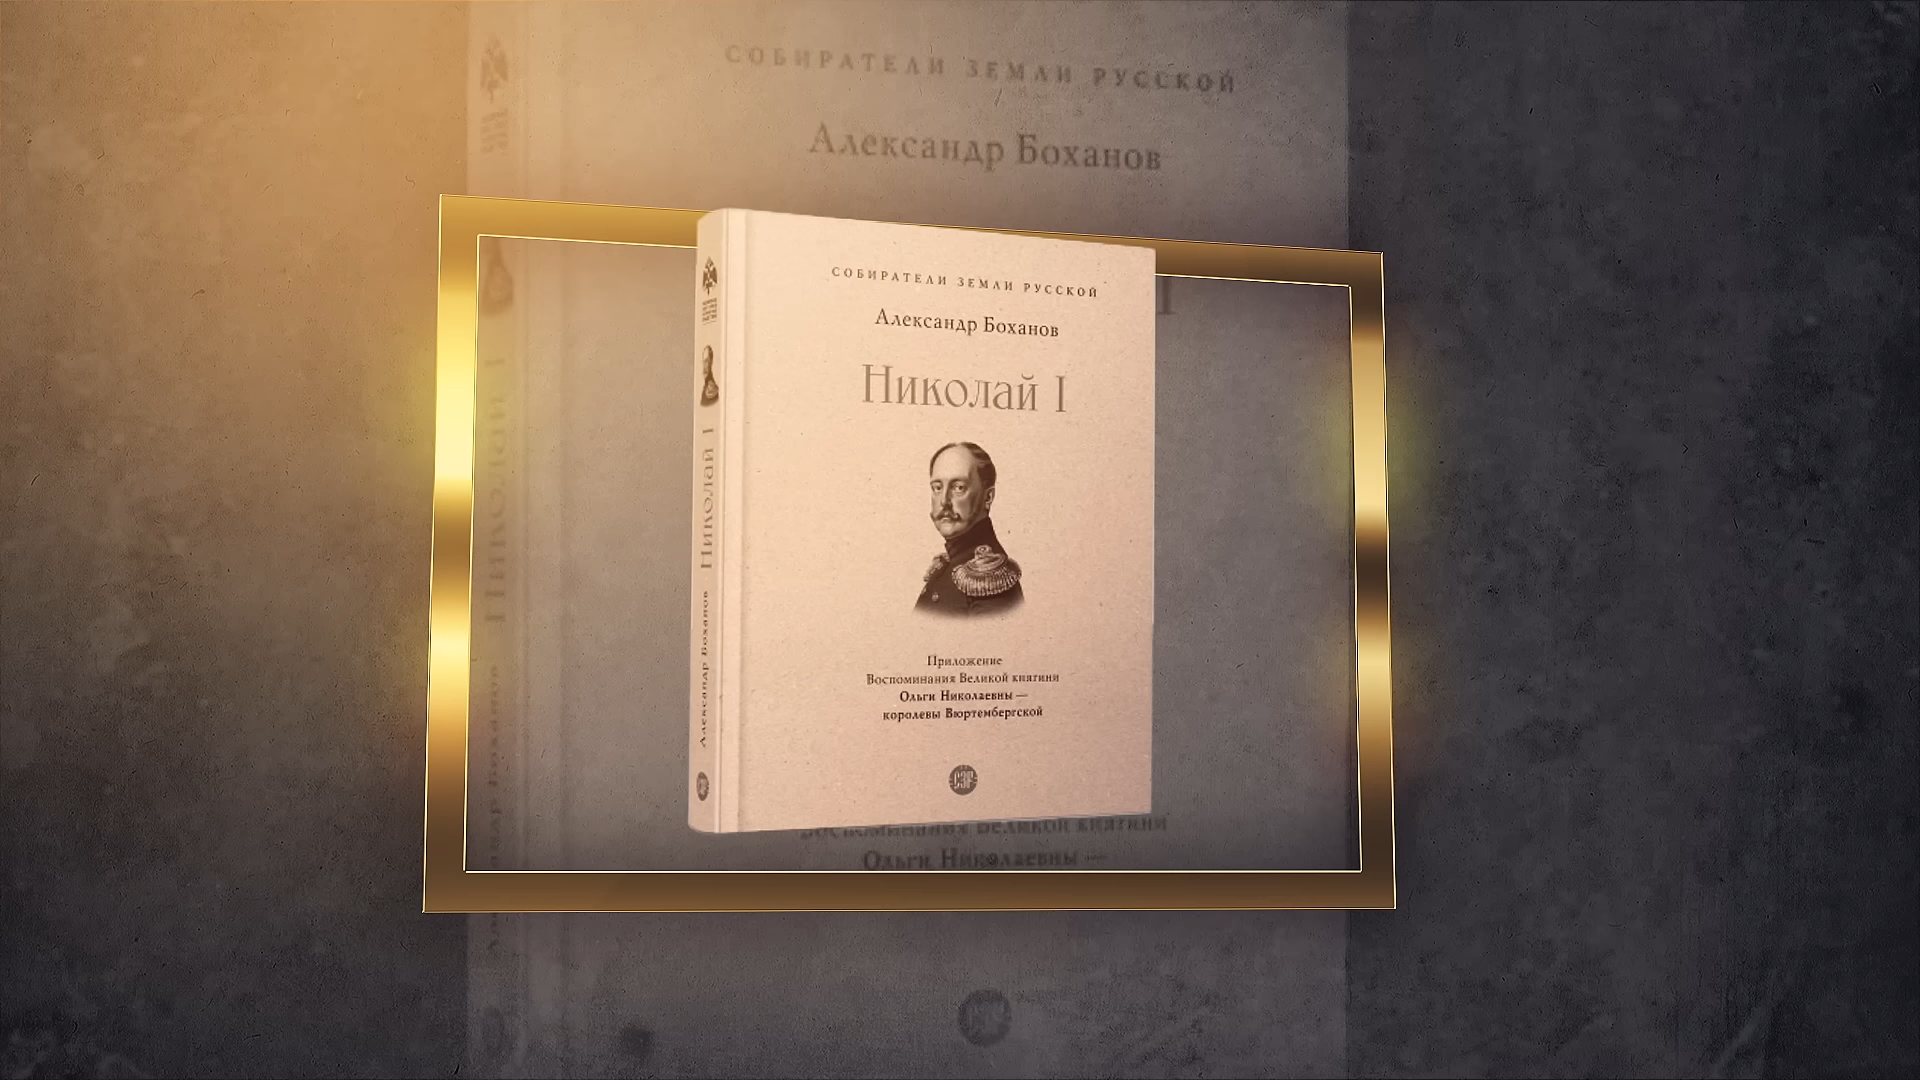 СОБИРАТЕЛИ ЗЕМЛИ РУССКОЙ
Александр Боханов
СОБИРАТЕЛИ ЗЕМЛИ РУССКОЙ
Александр Боханов
Николай I
Приложение
Воспоминания Великой княгини
Ольги Николаевны —
королевы Вюртембергской
СЗР
Александр Боханов Николай I
Воспоминания Великой княгини
Ольги Николаевны —